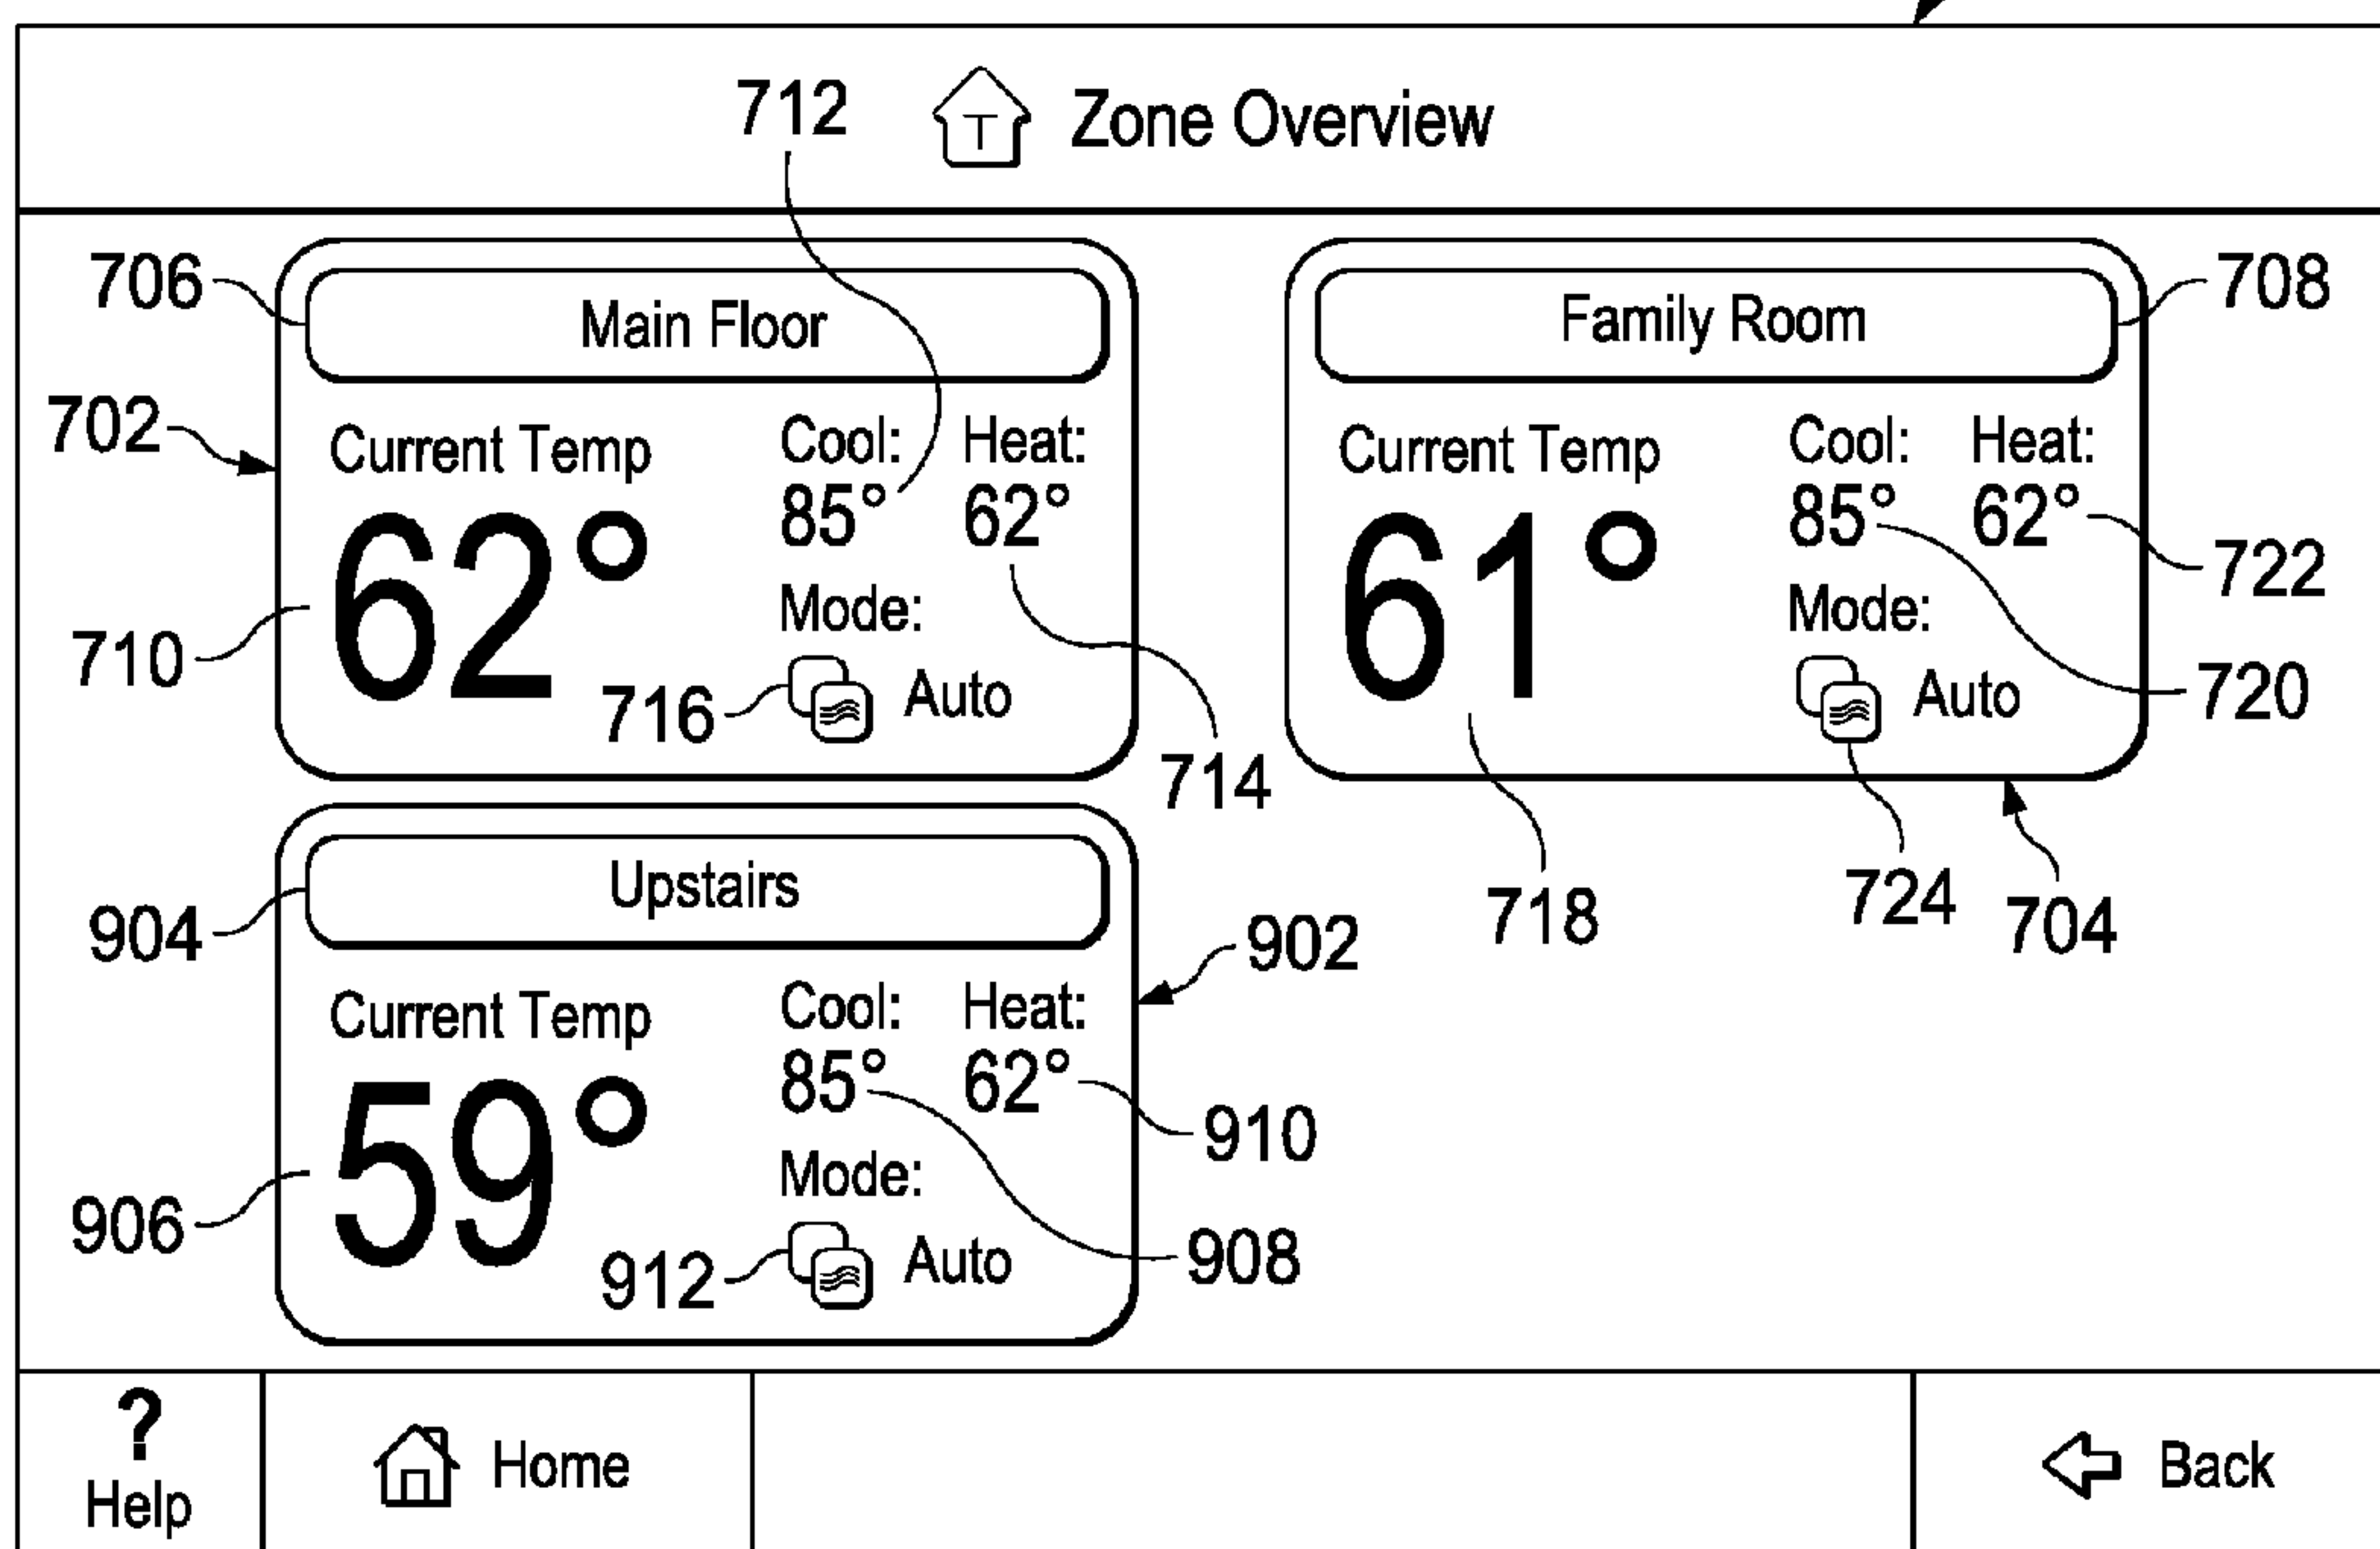 712
T Zone Overview
706
Main Floor
Family Room
708
702
Current Temp
Cool: Heat:
62°
85° 62°
Mode:
710
716
Auto
714
Current Temp
Cool: Heat:
61°
85° 62°
722
Mode:
Auto
720
718
724
704
904
Upstairs
902
Current Temp
Cool: Heat:
59°
85° 62°
910
Mode:
906
912
Auto
908
?
Help
Home
Back